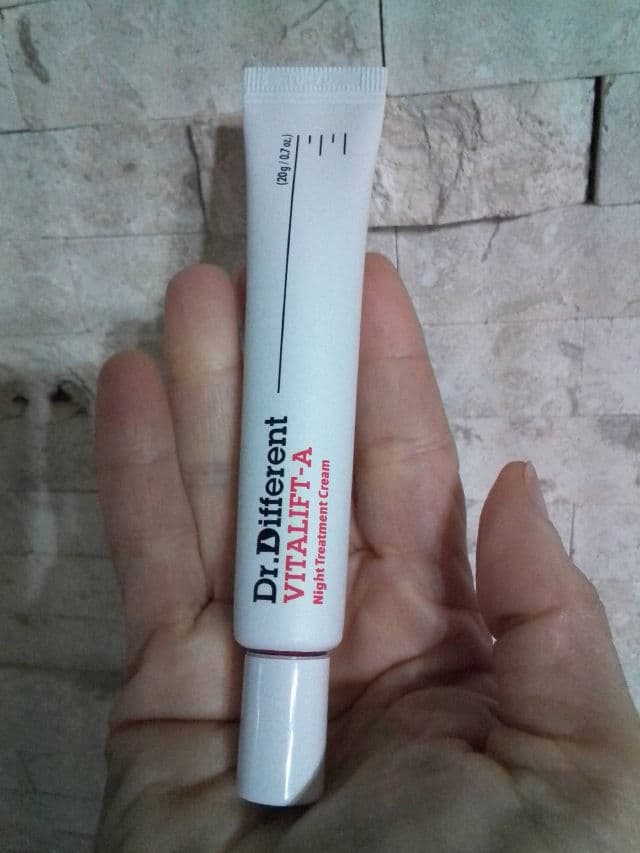 Dr.Different
VITALIFT-A
Night Treatment Cream
(20g / 0.7 oz.)